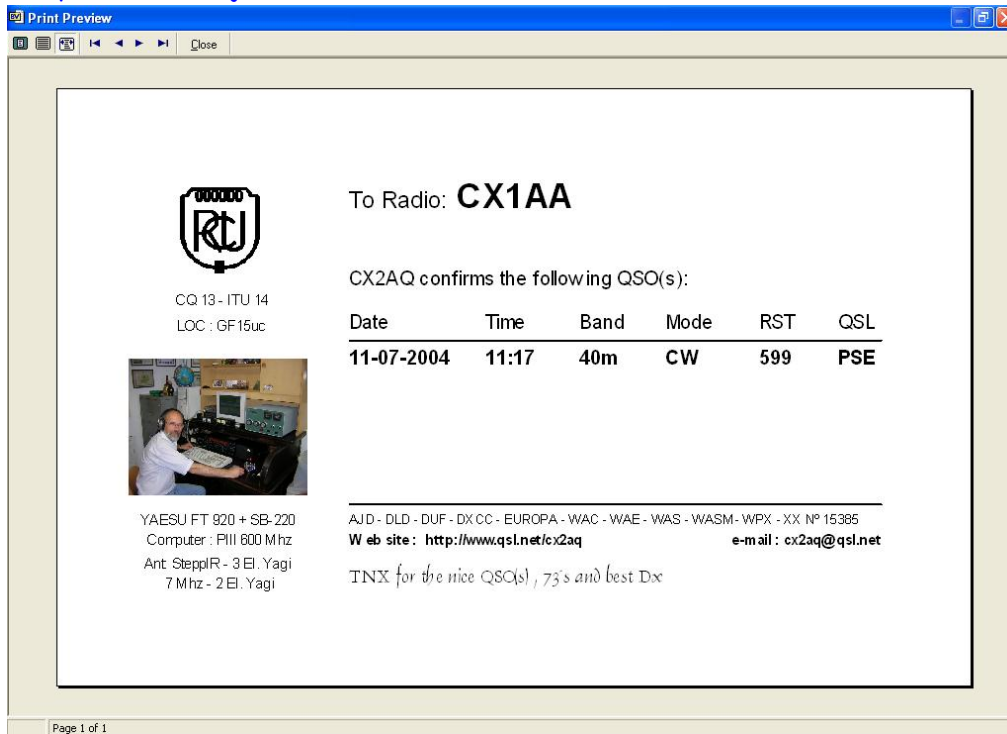 Print Preview
Close
RCU
To Radio: CX1AA
CX2AQ confirms the following QSO(s):
CQ 13 - ITU 14
LOC : GF15uc
Date Time Band Mode RST QSL
11-07-2004 11:17 40m CW 599 PSE
YAESU FT 920 + SB-220
Computer : PIII 600 Mhz
Ant. SteppIR - 3 El. Yagi
7 Mhz - 2 El. Yagi
AJD - DLD - DUF - DXCC - EUROPA - WAC - WAE - WAS - WASM - WPX - XX Nº 15385
Web site : http://www.qsl.net/cx2aq e-mail : cx2aq@qsl.net
TNX for the nice QSO(s) , 73's and best Dx
Page 1 of 1